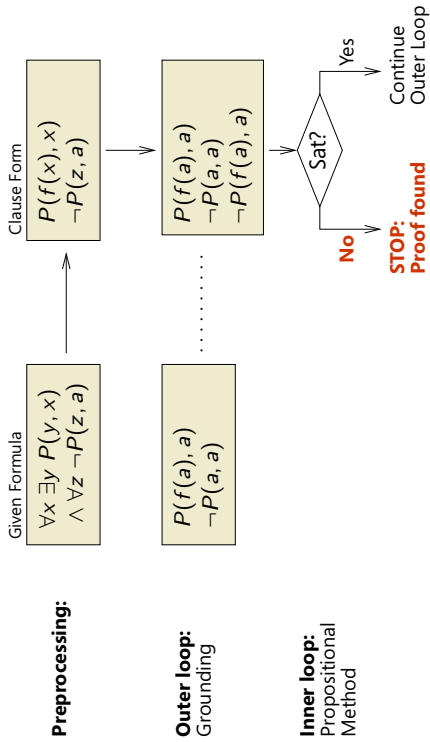 Given Formula
Clause Form
Preprocessing:
∀x ∃y P(y, x)
∨ ∀z ¬P(z, a)
P(f(x), x)
¬P(z, a)
Outer loop:
Grounding
P(f(a), a)
¬P(a, a)
P(f(a), a)
¬P(a, a)
¬P(f(a), a)
Inner loop:
Propositional
Method
Sat?
No
Yes
STOP:
Proof found
Continue
Outer Loop